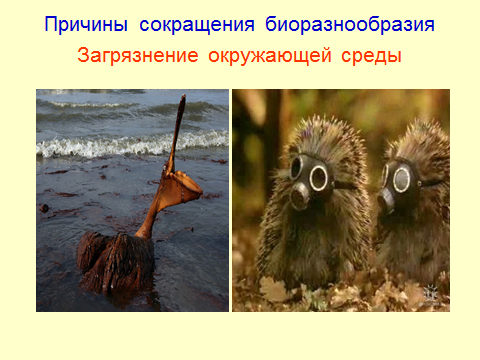 Причины сокращения биоразнообразия
Загрязнение окружающей среды